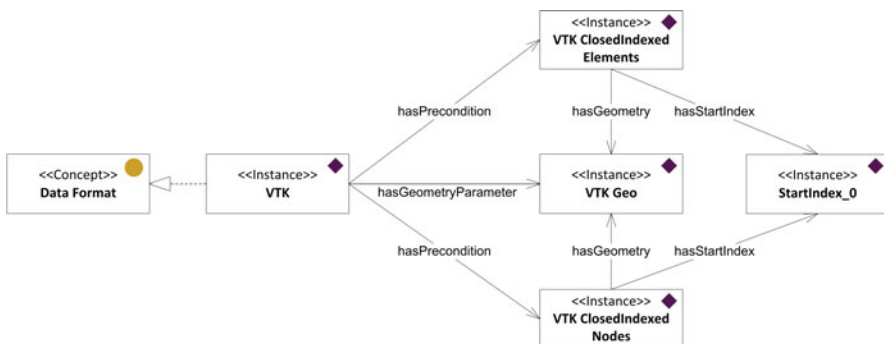 <<Instance>>
VTK ClosedIndexed
Elements
hasPrecondition
hasGeometry
hasStartIndex
<<Concept>>
Data Format
<<Instance>>
VTK
hasGeometryParameter
<<Instance>>
VTK Geo
<<Instance>>
StartIndex_0
hasPrecondition
hasGeometry
hasStartIndex
<<Instance>>
VTK ClosedIndexed
Nodes